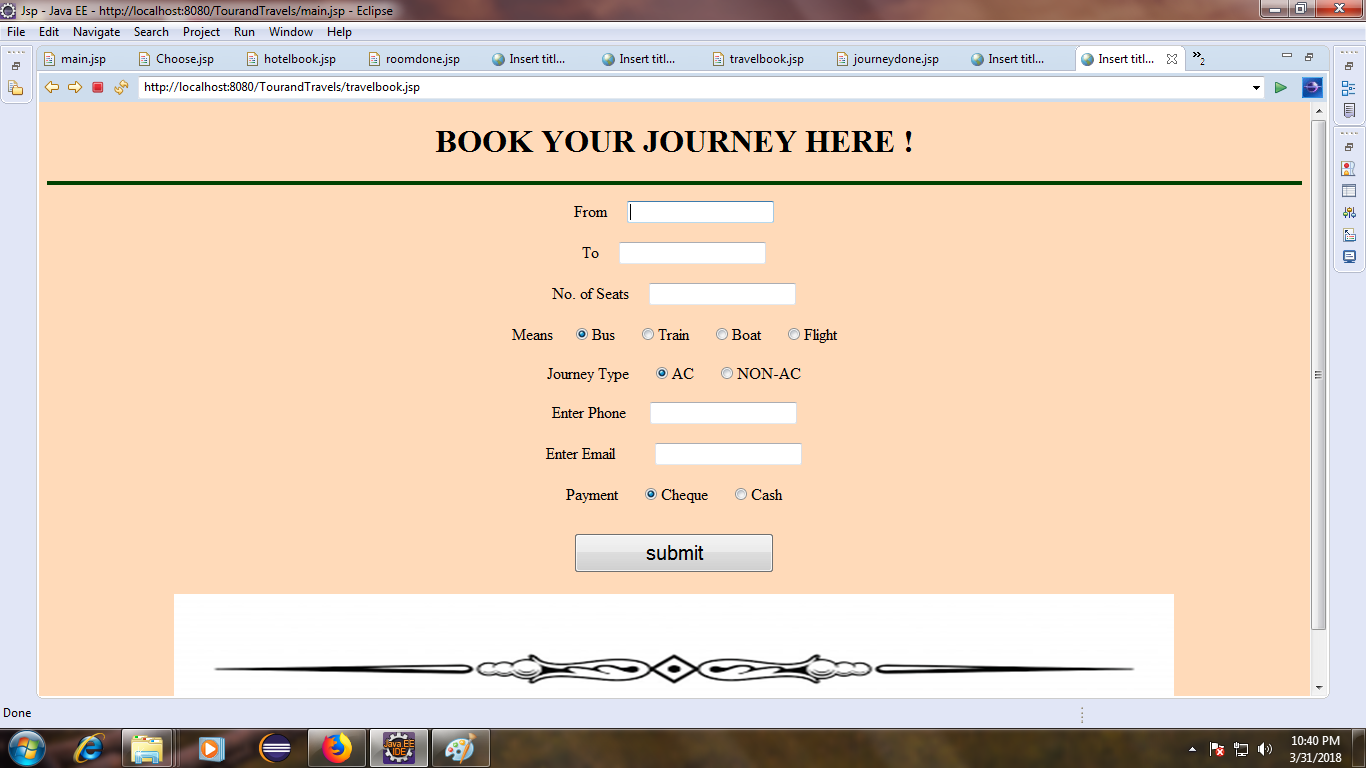 Jsp - Java EE - http://localhost:8080/TourandTravels/main.jsp - Eclipse
File Edit Navigate Search Project Run Window Help
main.jsp Choose.jsp hotelbook.jsp roomdone.jsp Insert titl... Insert titl... travelbook.jsp journeydone.jsp Insert titl... Insert titl... »2
http://localhost:8080/TourandTravels/travelbook.jsp
BOOK YOUR JOURNEY HERE !
From
To
No. of Seats
Means Bus Train Boat Flight
Journey Type AC NON-AC
Enter Phone
Enter Email
Payment Cheque Cash
submit
Done
Java EE IDE
10:40 PM
3/31/2018